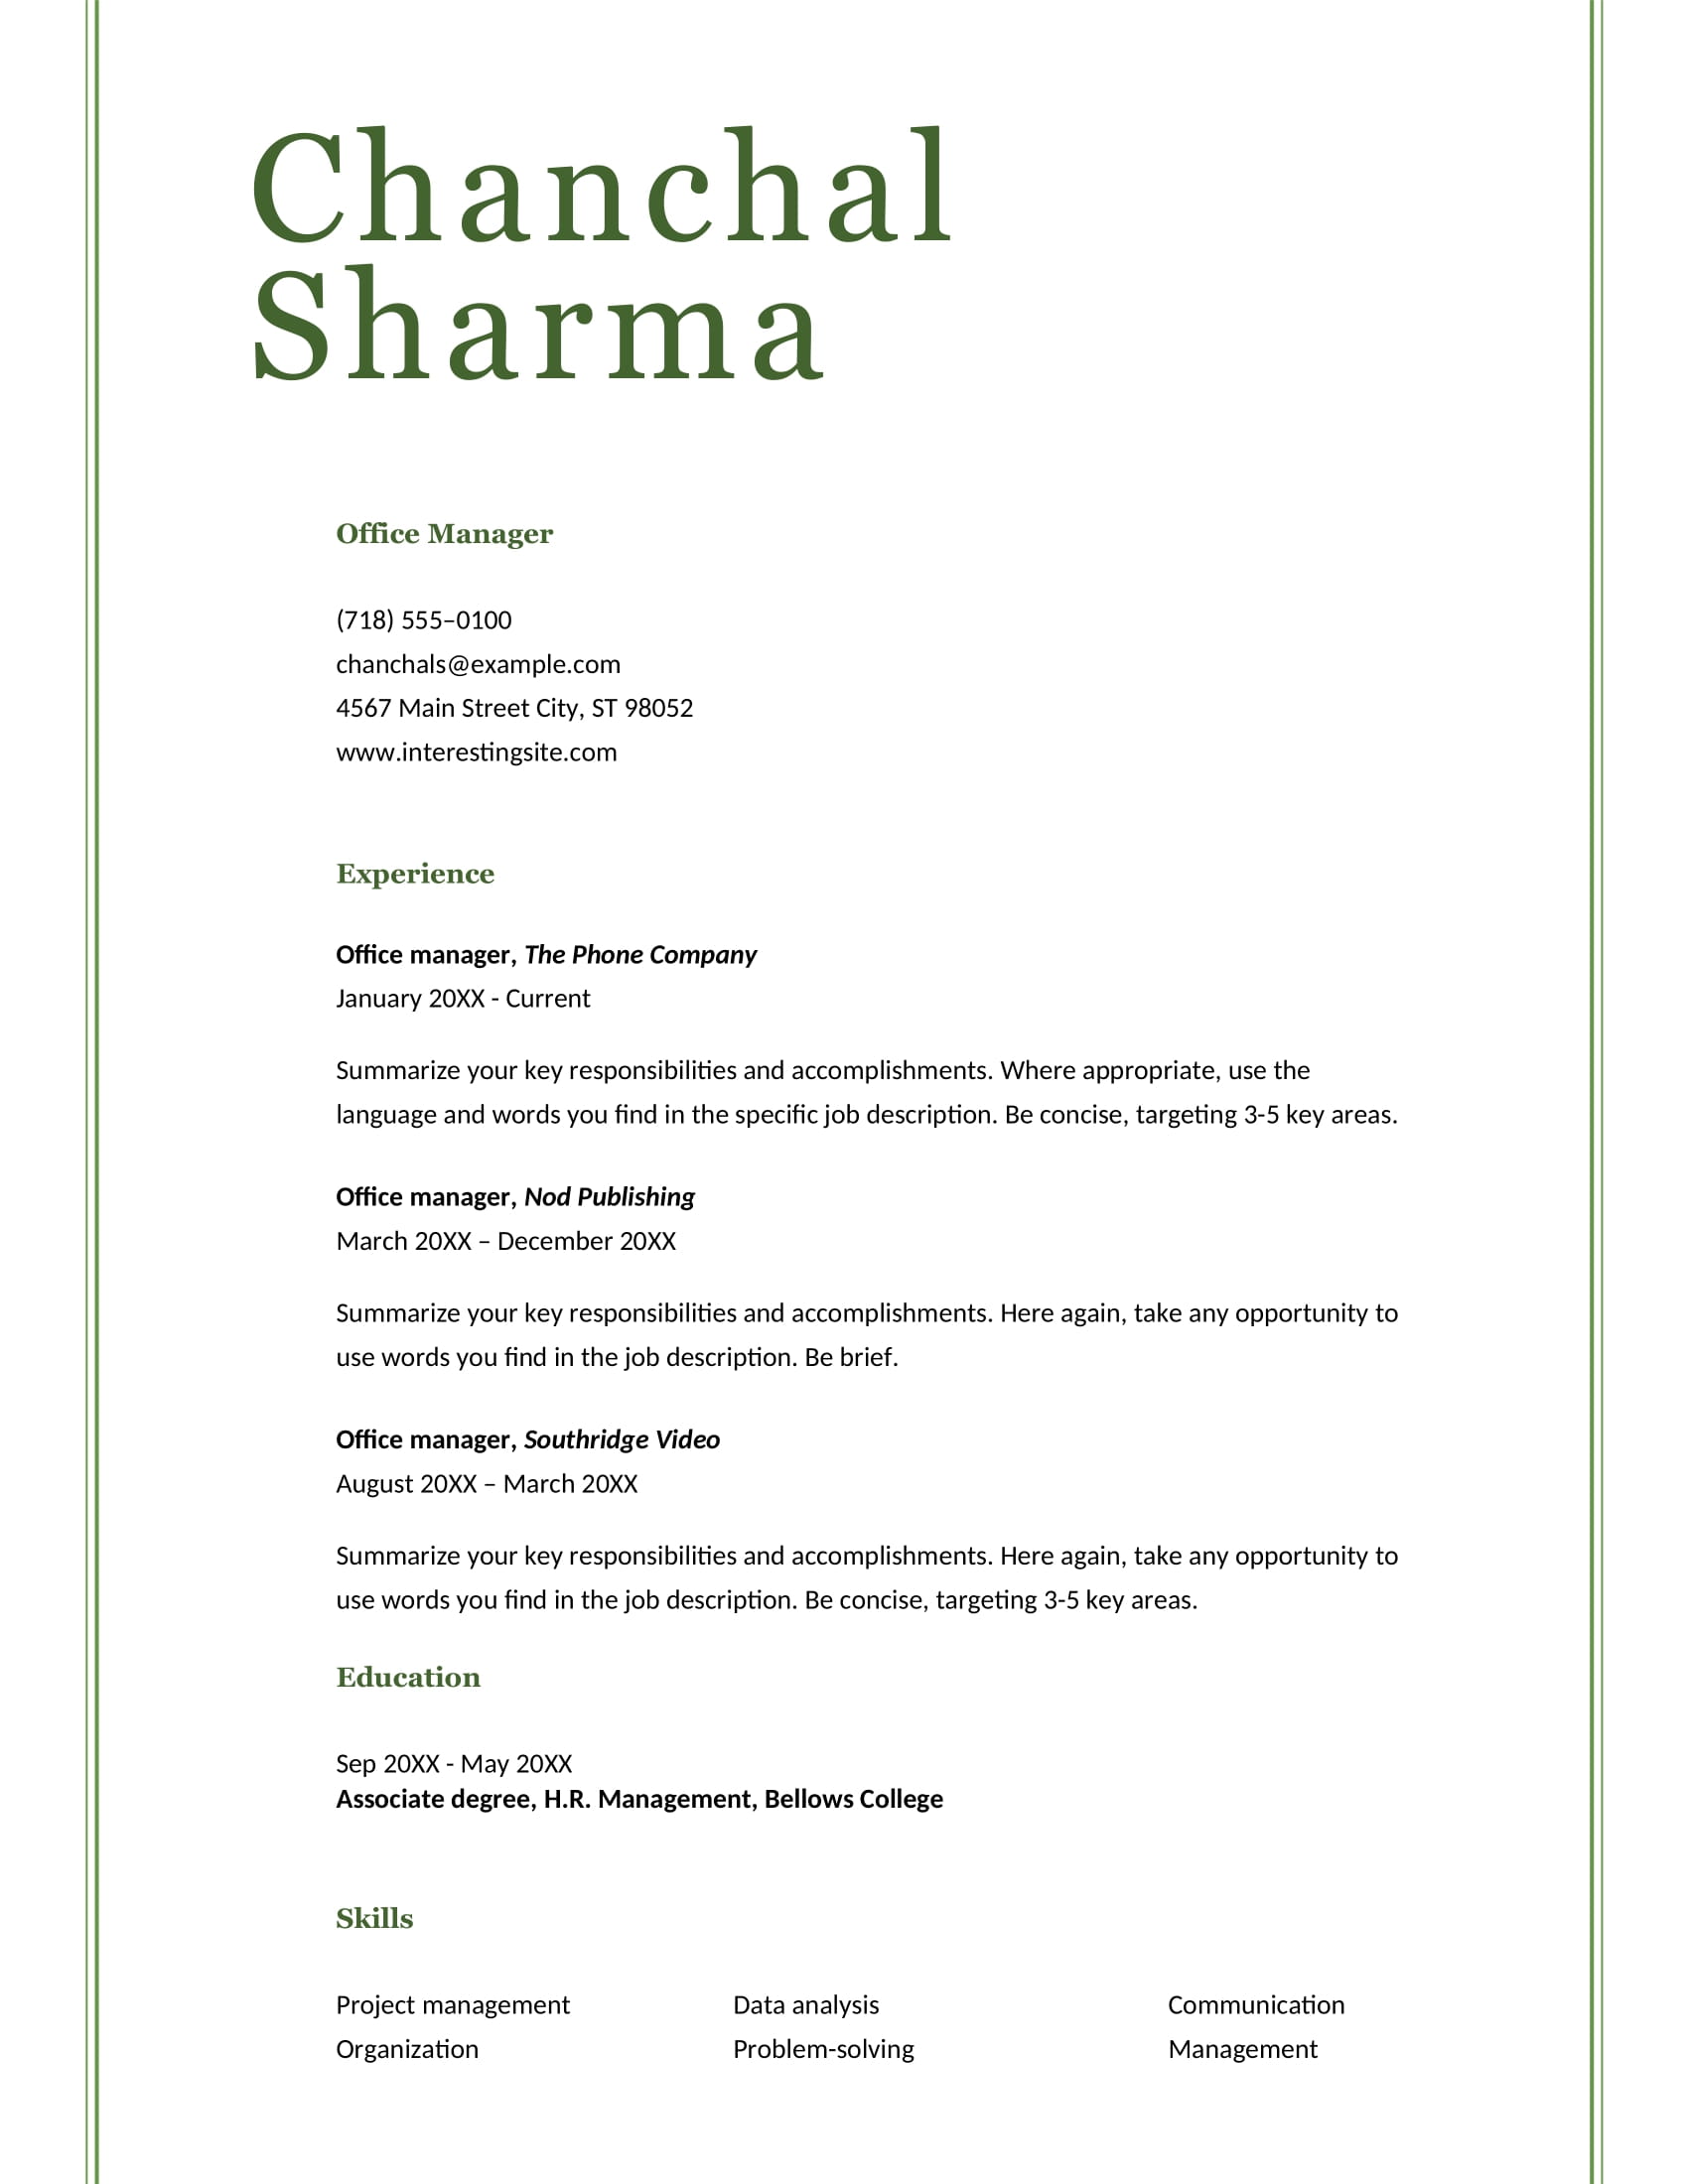 Chanchal
Sharma
Office Manager
(718) 555–0100
chanchals@example.com
4567 Main Street City, ST 98052
www.interestingsite.com
Experience
Office manager, The Phone Company
January 20XX - Current
Summarize your key responsibilities and accomplishments. Where appropriate, use the
language and words you find in the specific job description. Be concise, targeting 3-5 key areas.
Office manager, Nod Publishing
March 20XX – December 20XX
Summarize your key responsibilities and accomplishments. Here again, take any opportunity to
use words you find in the job description. Be brief.
Office manager, Southridge Video
August 20XX – March 20XX
Summarize your key responsibilities and accomplishments. Here again, take any opportunity to
use words you find in the job description. Be concise, targeting 3-5 key areas.
Education
Sep 20XX - May 20XX
Associate degree, H.R. Management, Bellows College
Skills
Project management Data analysis Communication
Organization Problem-solving Management